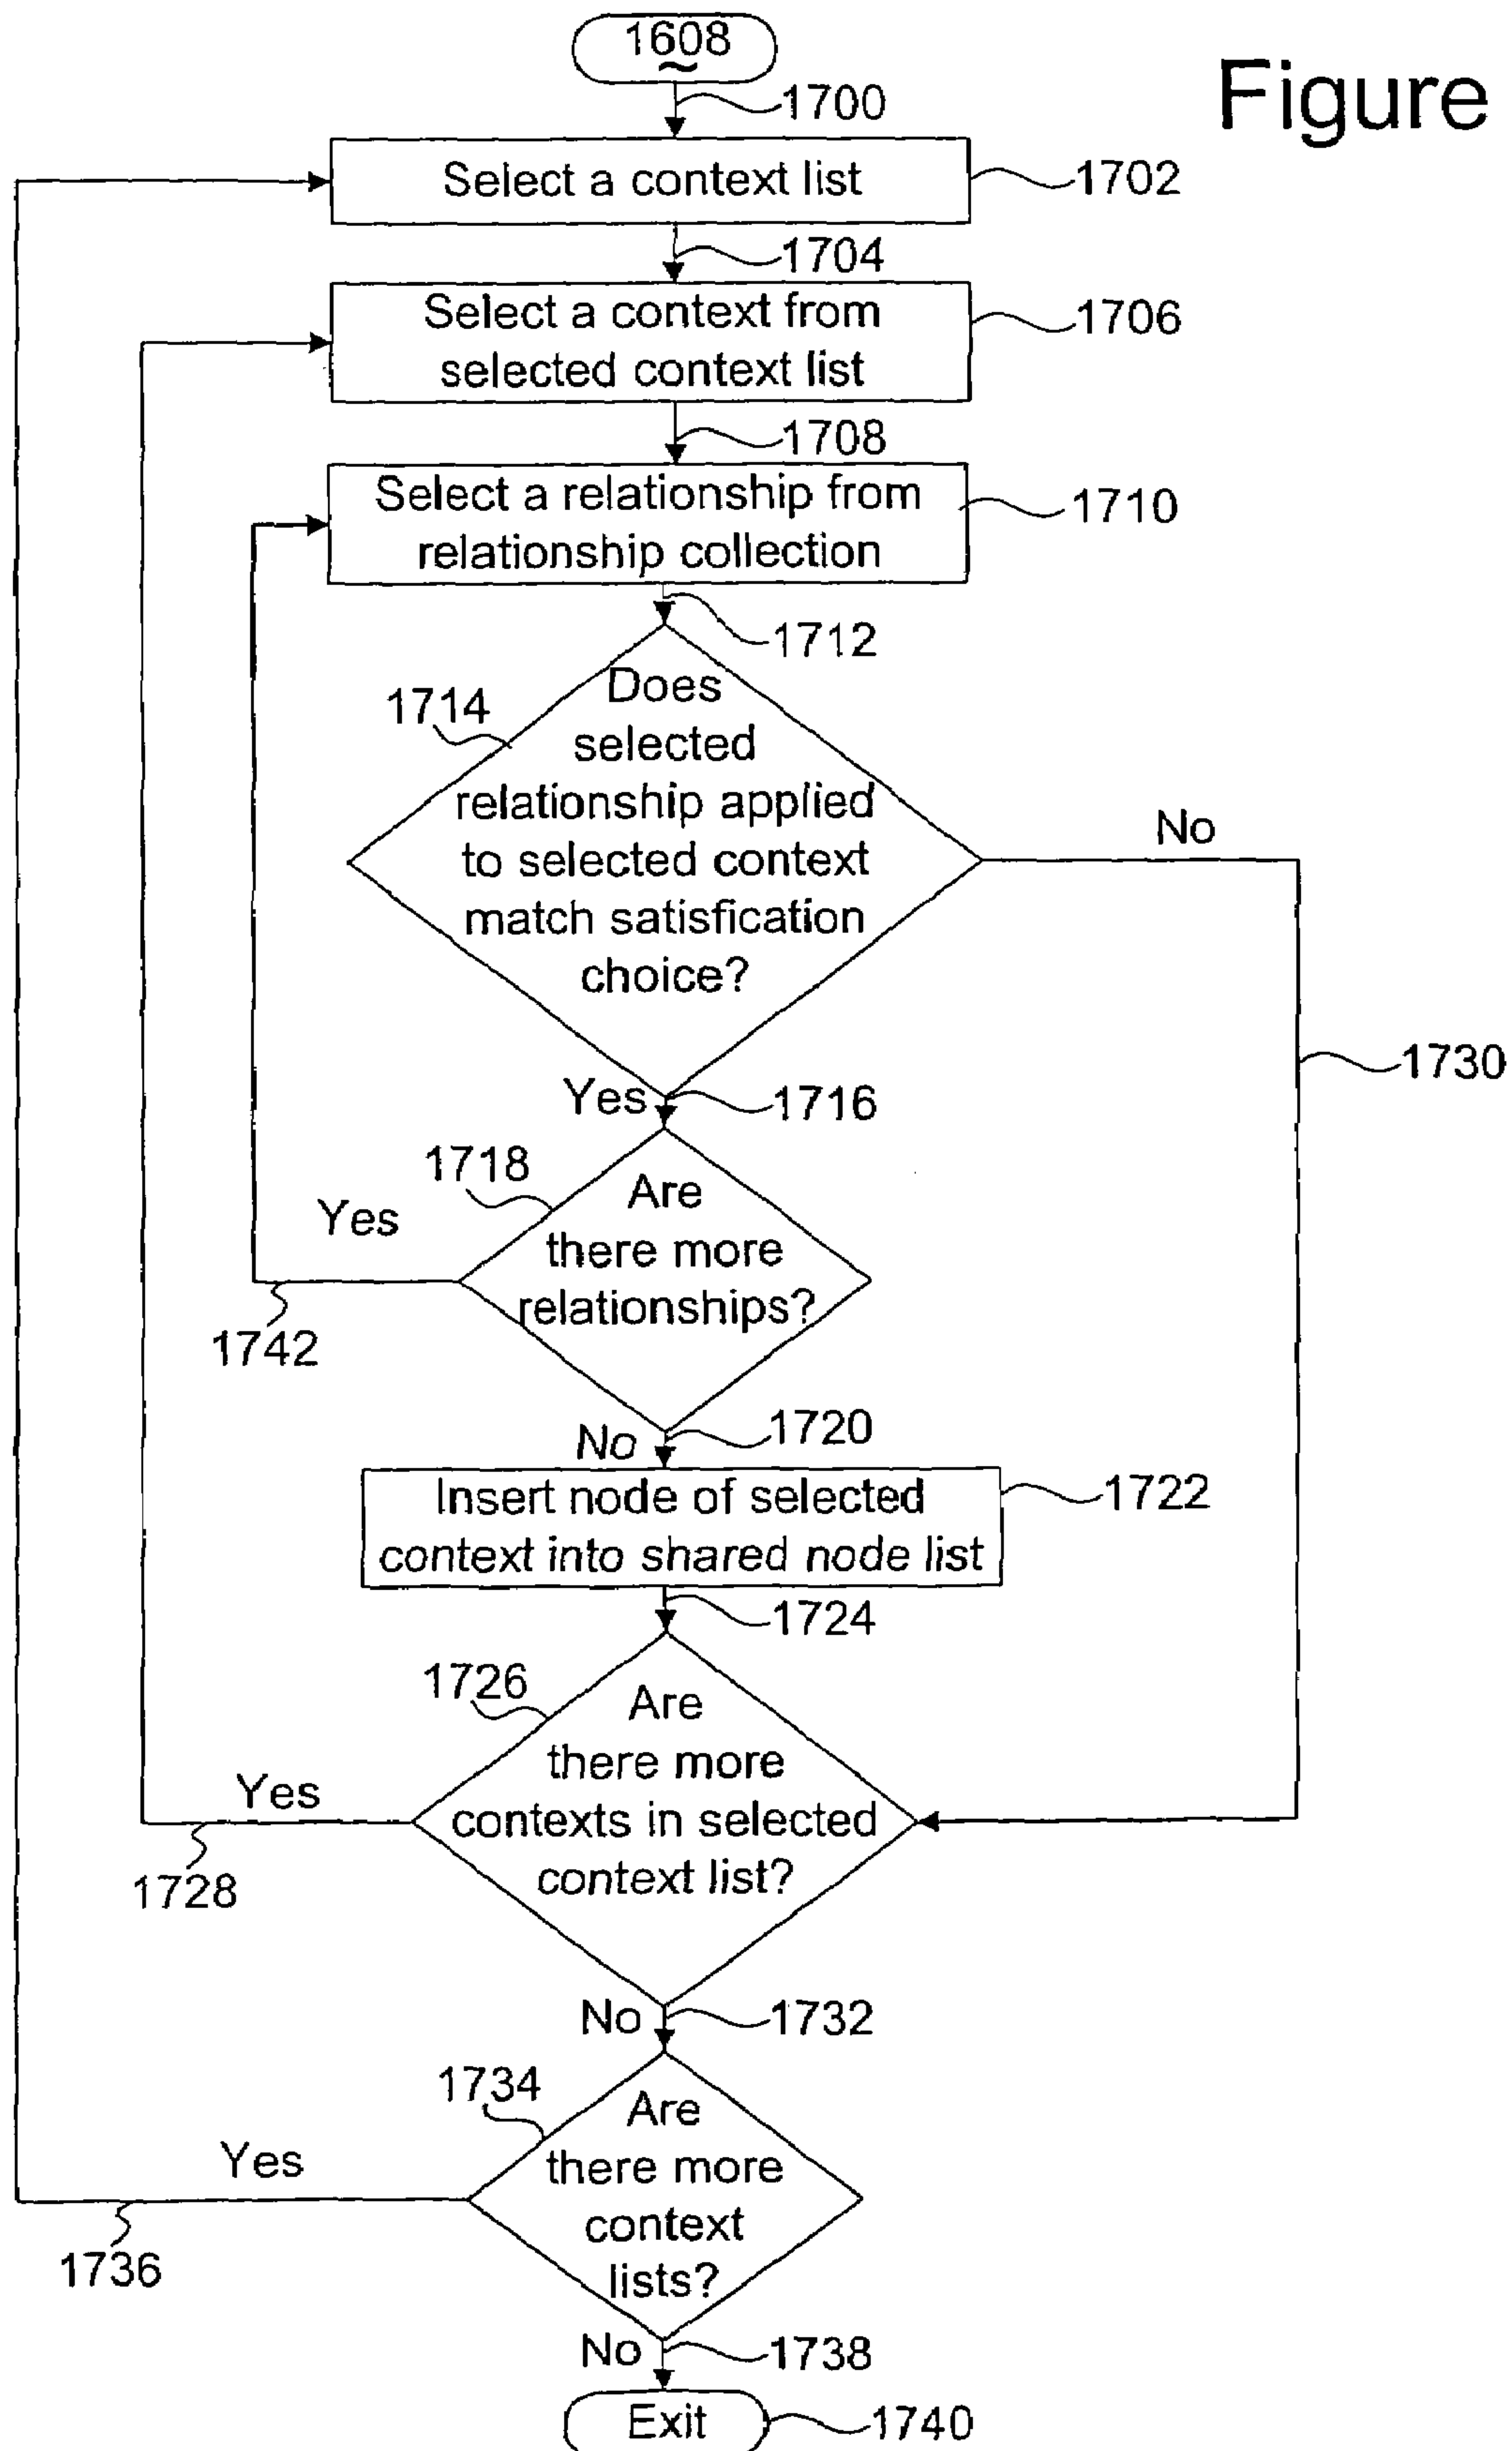 1608
Figure
1700
Select a context list
1702
1704
Select a context from
selected context list
1706
1708
Select a relationship from
relationship collection
1710
1712
1714
Does
selected
relationship applied
to selected context
match satisfication
choice?
No
1730
Yes
1716
1718
Are
there more
relationships?
Yes
1742
No
1720
Insert node of selected
context into shared node list
1722
1724
1726
Are
there more
contexts in selected
context list?
Yes
1728
No
1732
1734
Are
there more
context
lists?
Yes
1736
No
1738
Exit
1740